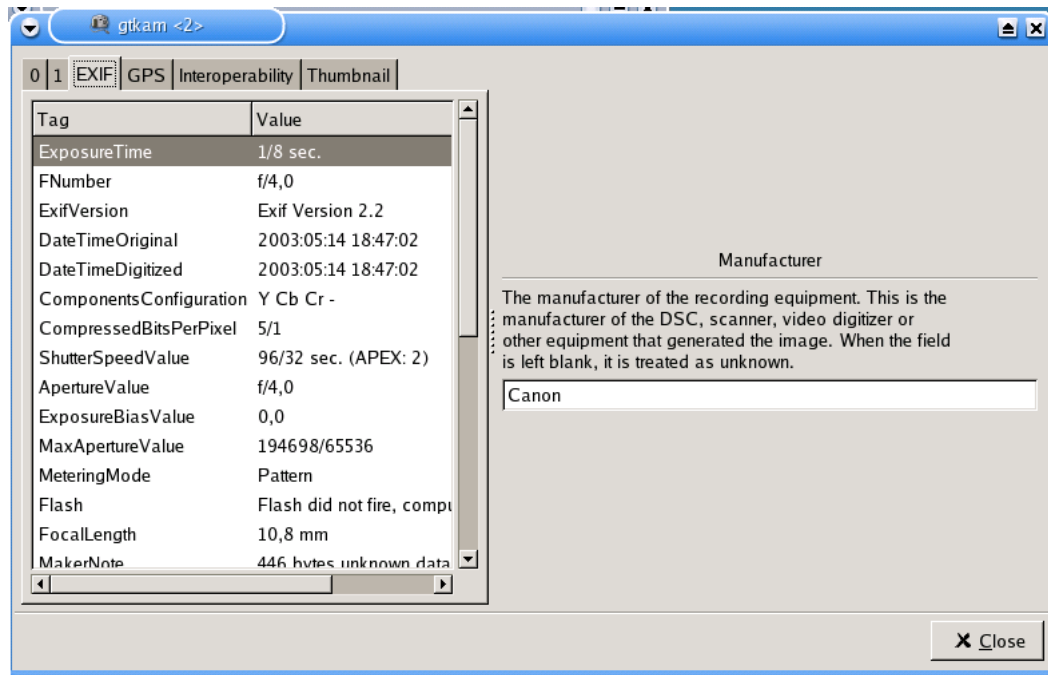 gtkam <2>
0 1 EXIF GPS Interoperability Thumbnail
Tag Value
ExposureTime 1/8 sec.
FNumber f/4,0
ExifVersion Exif Version 2.2
DateTimeOriginal 2003:05:14 18:47:02
DateTimeDigitized 2003:05:14 18:47:02
ComponentsConfiguration Y Cb Cr -
CompressedBitsPerPixel 5/1
ShutterSpeedValue 96/32 sec. (APEX: 2)
ApertureValue f/4,0
ExposureBiasValue 0,0
MaxApertureValue 194698/65536
MeteringMode Pattern
Flash Flash did not fire, compu
FocalLength 10,8 mm
MakerNote 446 bytes unknown data
Manufacturer
The manufacturer of the recording equipment. This is the
manufacturer of the DSC, scanner, video digitizer or
other equipment that generated the image. When the field
is left blank, it is treated as unknown.
Canon
Close